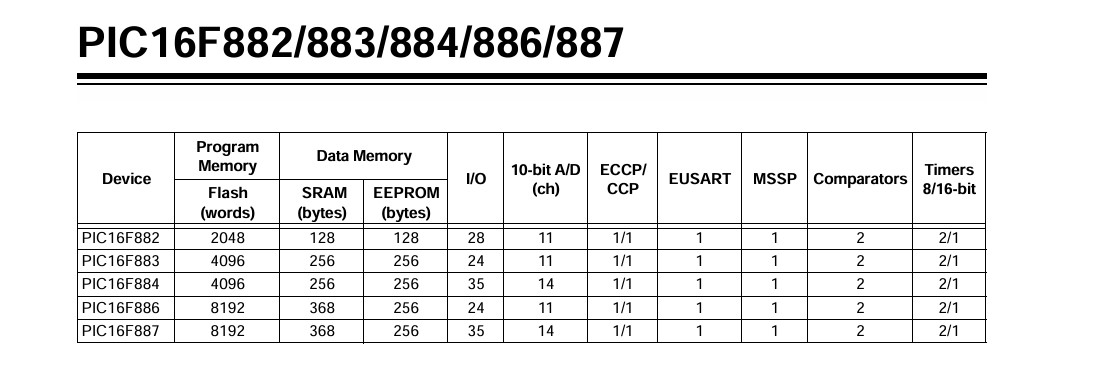 PIC16F882/883/884/886/887
Device Program Memory Data Memory I/O 10-bit A/D (ch) ECCP/ CCP EUSART MSSP Comparators Timers 8/16-bit
Flash (words) SRAM (bytes) EEPROM (bytes)
PIC16F882 2048 128 128 28 11 1/1 1 1 2 2/1
PIC16F883 4096 256 256 24 11 1/1 1 1 2 2/1
PIC16F884 4096 256 256 35 14 1/1 1 1 2 2/1
PIC16F886 8192 368 256 24 11 1/1 1 1 2 2/1
PIC16F887 8192 368 256 35 14 1/1 1 1 2 2/1